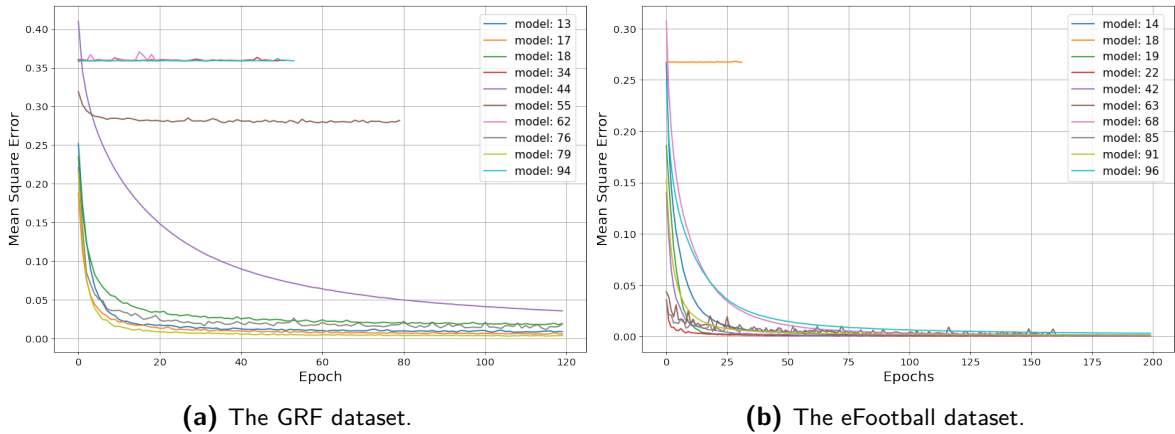 Mean Square Error
0.40
0.35
0.30
0.25
0.20
0.15
0.10
0.05
0.00
0
20
40
60
80
100
120
Epoch
model: 13
model: 17
model: 18
model: 34
model: 44
model: 55
model: 62
model: 76
model: 79
model: 94
(a) The GRF dataset.
Mean Square Error
0.30
0.25
0.20
0.15
0.10
0.05
0.00
0
25
50
75
100
125
150
175
200
Epochs
model: 14
model: 18
model: 19
model: 22
model: 42
model: 63
model: 68
model: 85
model: 91
model: 96
(b) The eFootball dataset.